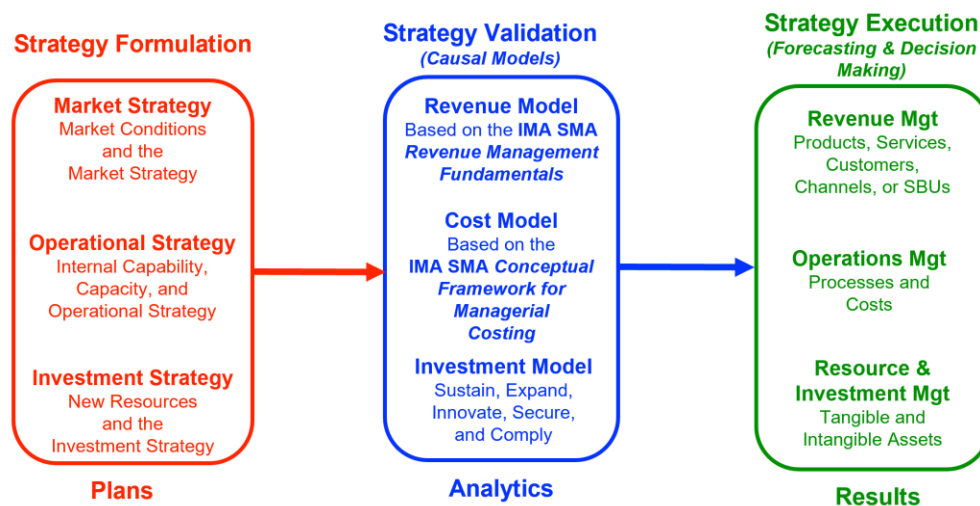 Strategy Formulation
Market Strategy
Market Conditions
and the
Market Strategy
Operational Strategy
Internal Capability,
Capacity, and
Operational Strategy
Investment Strategy
New Resources
and the
Investment Strategy
Plans
Strategy Validation
(Causal Models)
Revenue Model
Based on the IMA SMA
Revenue Management
Fundamentals
Cost Model
Based on the
IMA SMA Conceptual
Framework for
Managerial
Costing
Investment Model
Sustain, Expand,
Innovate, Secure,
and Comply
Analytics
Strategy Execution
(Forecasting & Decision
Making)
Revenue Mgt
Products, Services,
Customers,
Channels, or SBUs
Operations Mgt
Processes and
Costs
Resource &
Investment Mgt
Tangible and
Intangible Assets
Results